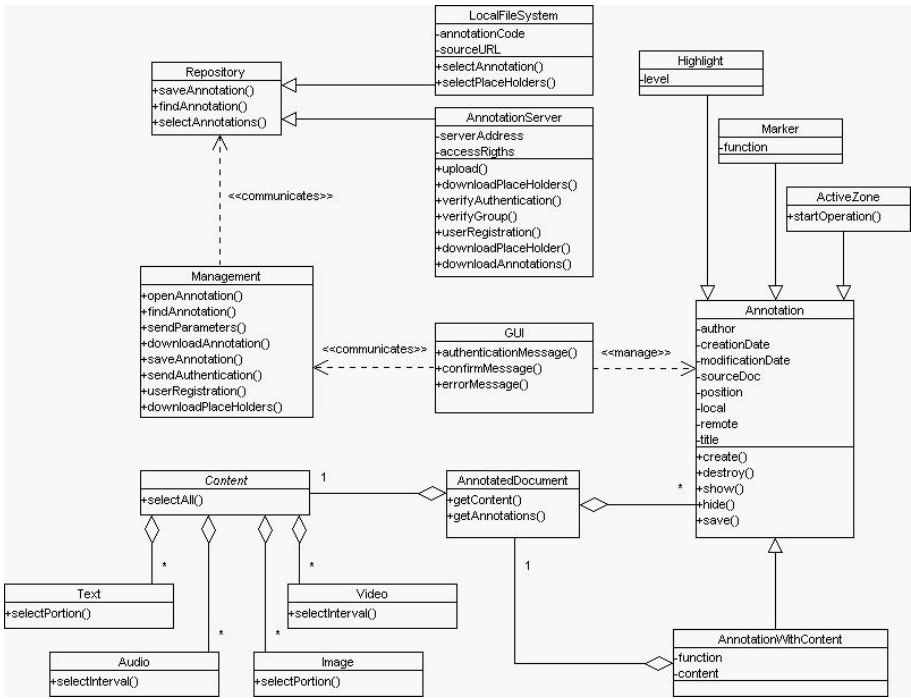 LocalFileSystem
-annotationCode
-sourceURL
+selectAnnotation()
+selectPlaceHolders()
Repository
+saveAnnotation()
+findAnnotation()
+selectAnnotations()
Highlight
-level
AnnotationServer
-serverAddress
-accessRigths
+upload()
+downloadPlaceHolders()
+verifyAuthentication()
+verifyGroup()
+userRegistration()
+downloadPlaceHolder()
+downloadAnnotations()
Marker
-function
ActiveZone
+startOperation()
<<communicates>>
Management
+openAnnotation()
+findAnnotation()
+sendParameters()
+downloadAnnotation()
+saveAnnotation()
+sendAuthentication()
+userRegistration()
+downloadPlaceHolders()
<<communicates>>
GUI
+authenticationMessage()
+confirmMessage()
+errorMessage()
<<manage>>
Annotation
-author
-creationDate
-modificationDate
-sourceDoc
-position
-local
-remote
-title
+create()
+destroy()
+show()
+hide()
+save()
Content
+selectAll()
1
AnnotatedDocument
+getContent()
+getAnnotations()
*
*
*
*
*
1
Text
+selectPortion()
Video
+selectInterval()
Audio
+selectInterval()
Image
+selectPortion()
AnnotationWithContent
-function
-content